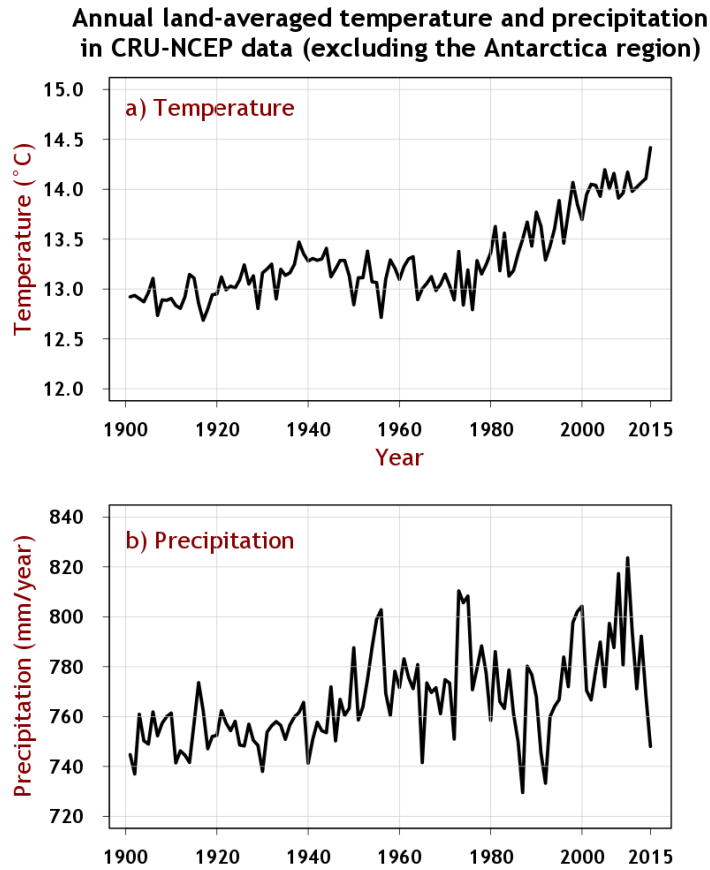 Annual land-averaged temperature and precipitation
in CRU-NCEP data (excluding the Antarctica region)
a) Temperature
Temperature (°C)
15.0
14.5
14.0
13.5
13.0
12.5
12.0
1900 1920 1940 1960 1980 2000 2015
Year
b) Precipitation
Precipitation (mm/year)
840
820
800
780
760
740
720
1900 1920 1940 1960 1980 2000 2015